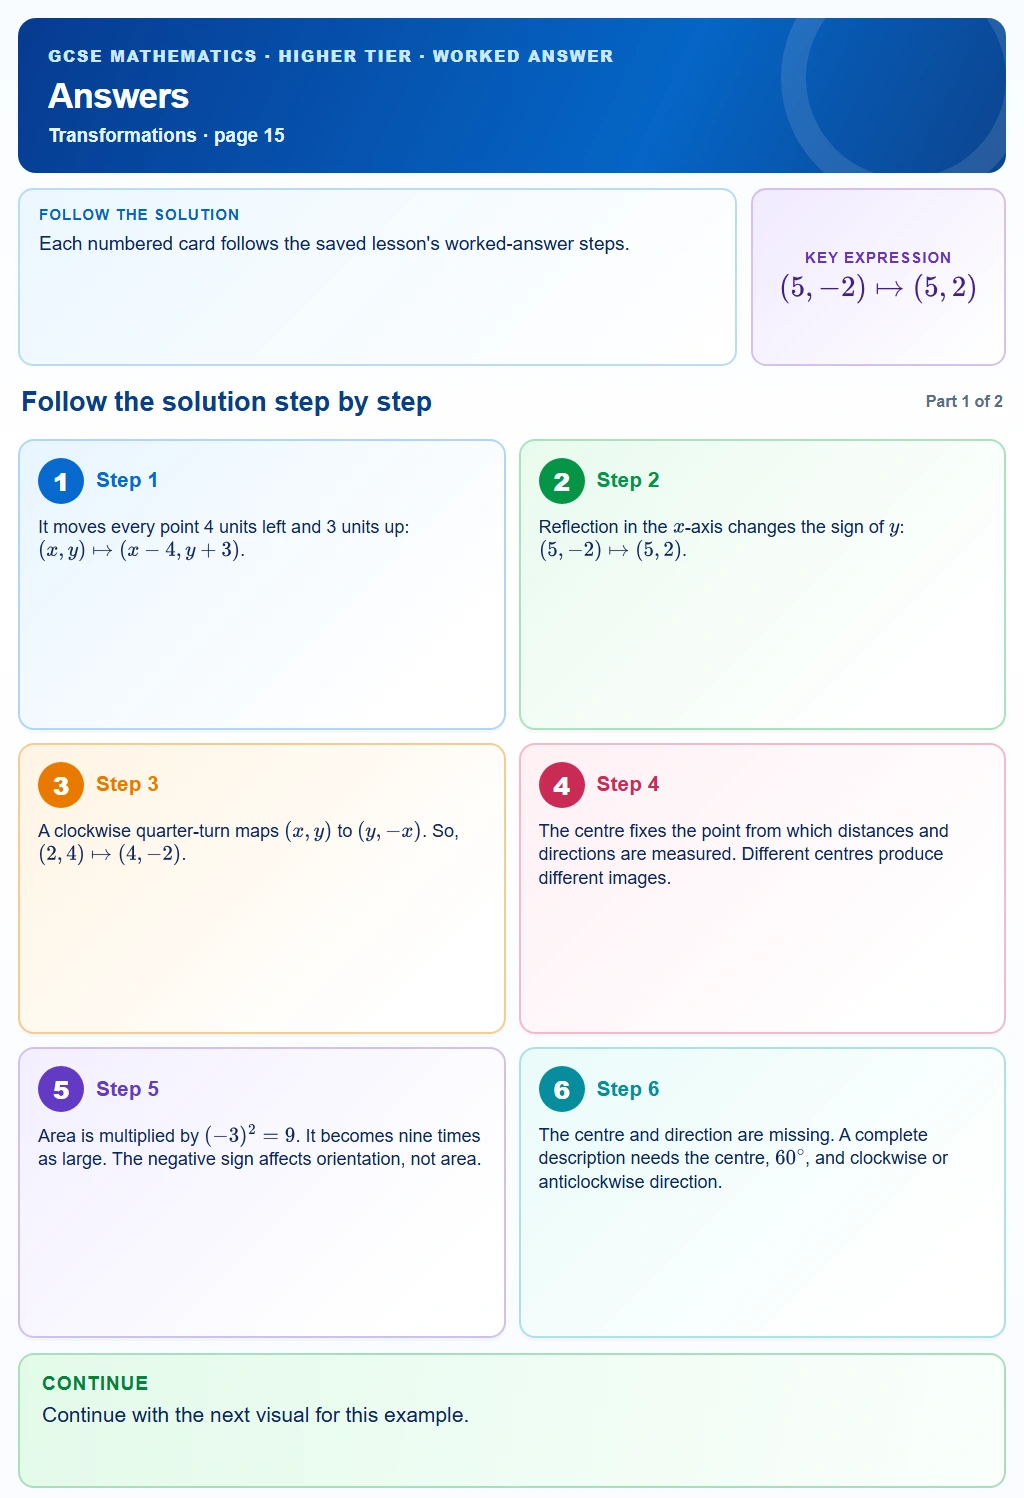 GCSE MATHEMATICS · HIGHER TIER · WORKED ANSWER
Answers
Transformations · page 15
FOLLOW THE SOLUTION
Each numbered card follows the saved lesson's worked-answer steps.
KEY EXPRESSION
(5, −2) ↦ (5, 2)
Follow the solution step by step
Part 1 of 2
1 Step 1
It moves every point 4 units left and 3 units up:
(x, y) ↦ (x − 4, y + 3).
2 Step 2
Reflection in the x-axis changes the sign of y:
(5, −2) ↦ (5, 2).
3 Step 3
A clockwise quarter-turn maps (x, y) to (y, −x). So,
(2, 4) ↦ (4, −2).
4 Step 4
The centre fixes the point from which distances and
directions are measured. Different centres produce
different images.
5 Step 5
Area is multiplied by (−3)² = 9. It becomes nine times
as large. The negative sign affects orientation, not area.
6 Step 6
The centre and direction are missing. A complete
description needs the centre, 60°, and clockwise or
anticlockwise direction.
CONTINUE
Continue with the next visual for this example.